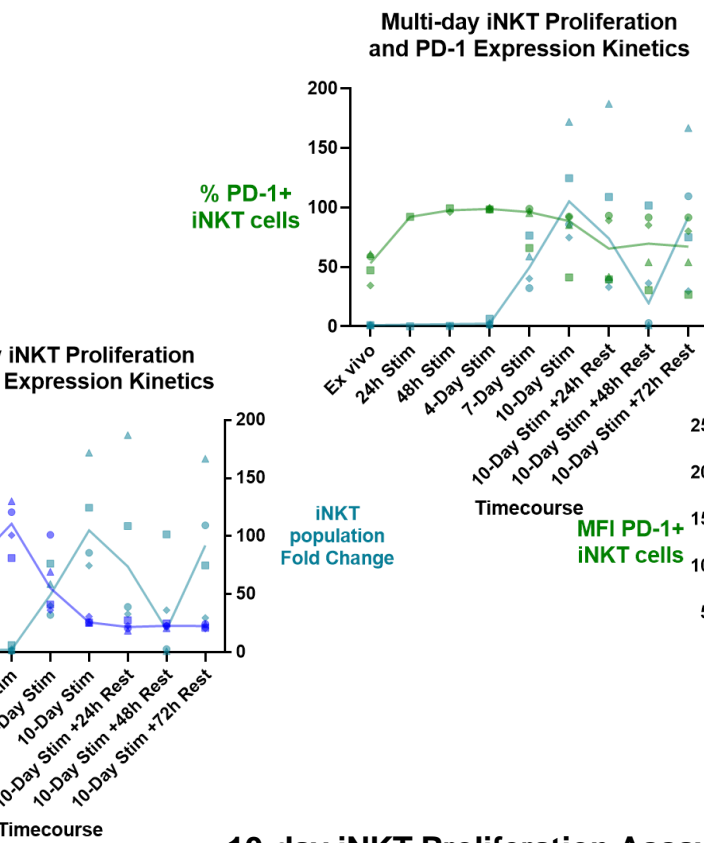 Multi-day iNKT Proliferation
and PD-1 Expression Kinetics
% PD-1+
iNKT cells
200
150
100
50
0
Ex vivo
24h Stim
48h Stim
4-Day Stim
7-Day Stim
10-Day Stim
10-Day Stim +24h Rest
10-Day Stim +48h Rest
10-Day Stim +72h Rest
Timecourse
iNKT Proliferation
Expression Kinetics
200
150
100
50
0
iNKT
population
Fold Change
Day Stim
10-Day Stim
10-Day Stim +24h Rest
10-Day Stim +48h Rest
10-Day Stim +72h Rest
Timecourse
MFI PD-1+
iNKT cells